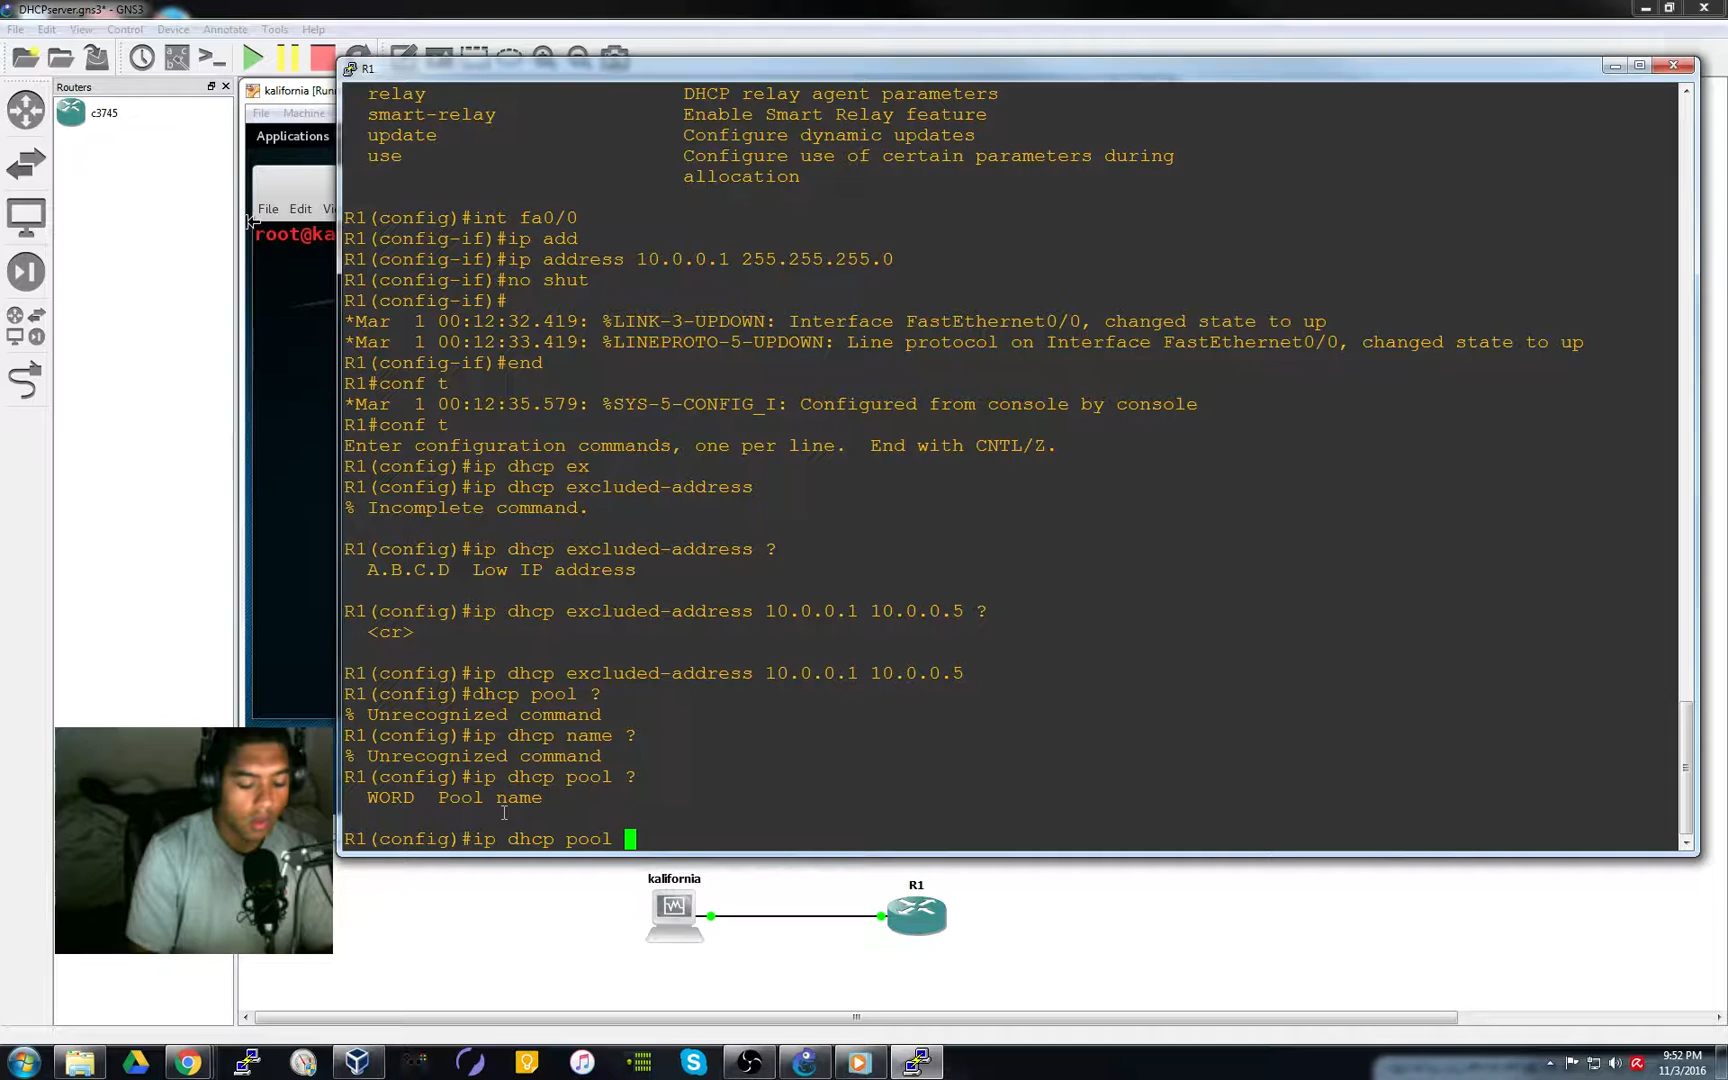 DHCPserver.gns3* - GNS3
File Edit View Control Device Annotate Tools Help
Routers
c3745
kalifornia [Runn
File Machine
Applications
File Edit Vi
root@ka
R1
relay DHCP relay agent parameters
smart-relay Enable Smart Relay feature
update Configure dynamic updates
use Configure use of certain parameters during
allocation
R1(config)#int fa0/0
R1(config-if)#ip add
R1(config-if)#ip address 10.0.0.1 255.255.255.0
R1(config-if)#no shut
R1(config-if)#
*Mar 1 00:12:32.419: %LINK-3-UPDOWN: Interface FastEthernet0/0, changed state to up
*Mar 1 00:12:33.419: %LINEPROTO-5-UPDOWN: Line protocol on Interface FastEthernet0/0, changed state to up
R1(config-if)#end
R1#conf t
*Mar 1 00:12:35.579: %SYS-5-CONFIG_I: Configured from console by console
R1#conf t
Enter configuration commands, one per line. End with CNTL/Z.
R1(config)#ip dhcp ex
R1(config)#ip dhcp excluded-address
% Incomplete command.
R1(config)#ip dhcp excluded-address ?
A.B.C.D Low IP address
R1(config)#ip dhcp excluded-address 10.0.0.1 10.0.0.5 ?
<cr>
R1(config)#ip dhcp excluded-address 10.0.0.1 10.0.0.5
R1(config)#dhcp pool ?
% Unrecognized command
R1(config)#ip dhcp name ?
% Unrecognized command
R1(config)#ip dhcp pool ?
WORD Pool name
R1(config)#ip dhcp pool
kalifornia
R1
9:52 PM
11/3/2016